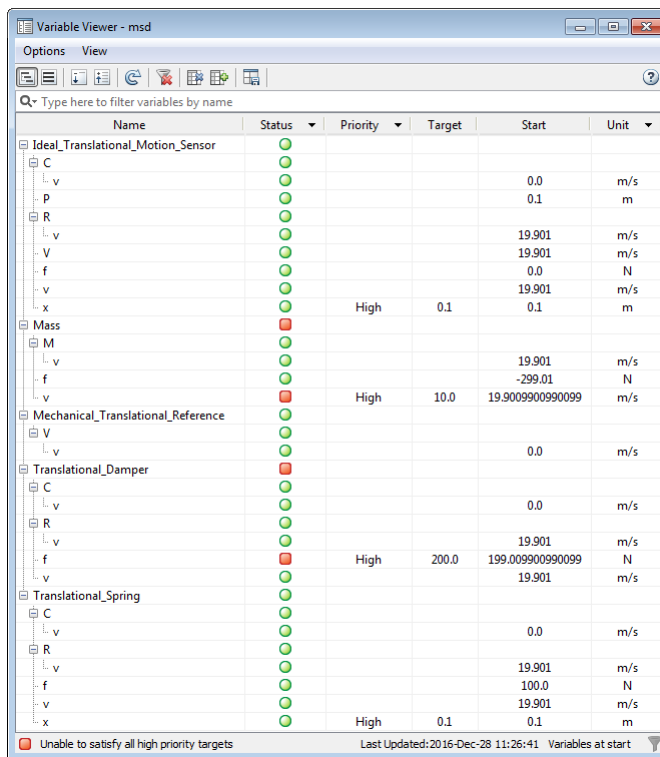 Variable Viewer - msd
Options View
Type here to filter variables by name
Name Status Priority Target Start Unit
Ideal_Translational_Motion_Sensor
C
v 0.0 m/s
P 0.1 m
R
v 19.901 m/s
V 19.901 m/s
f 0.0 N
v 19.901 m/s
x High 0.1 0.1 m
Mass
M
v 19.901 m/s
f -299.01 N
v High 10.0 19.9009900990099 m/s
Mechanical_Translational_Reference
V
v 0.0 m/s
Translational_Damper
C
v 0.0 m/s
R
v 19.901 m/s
f High 200.0 199.009900990099 N
v 19.901 m/s
Translational_Spring
C
v 0.0 m/s
R
v 19.901 m/s
f 100.0 N
v 19.901 m/s
x High 0.1 0.1 m
Unable to satisfy all high priority targets Last Updated:2016-Dec-28 11:26:41 Variables at start